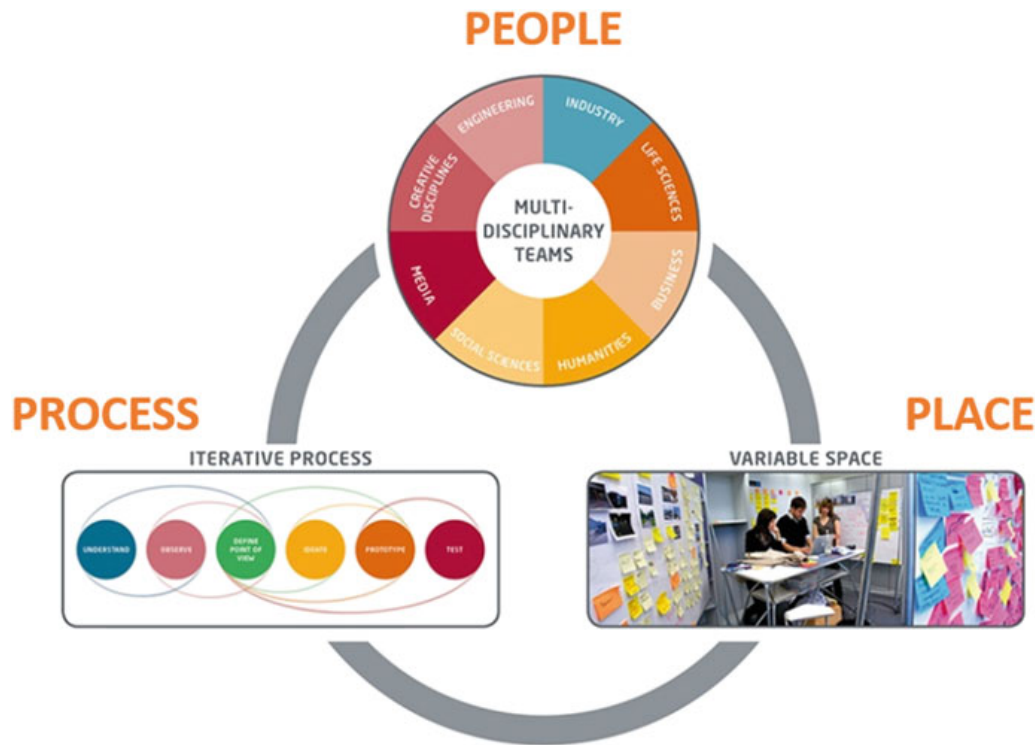 PEOPLE
ENGINEERING
INDUSTRY
LIFE SCIENCES
BUSINESS
HUMANITIES
SOCIAL SCIENCES
MEDIA
CREATIVE
DISCIPLINES
MULTI-
DISCIPLINARY
TEAMS
PROCESS
PLACE
ITERATIVE PROCESS
VARIABLE SPACE
UNDERSTAND
OBSERVE
DEFINE
POINT OF
VIEW
IDEATE
PROTOTYPE
TEST